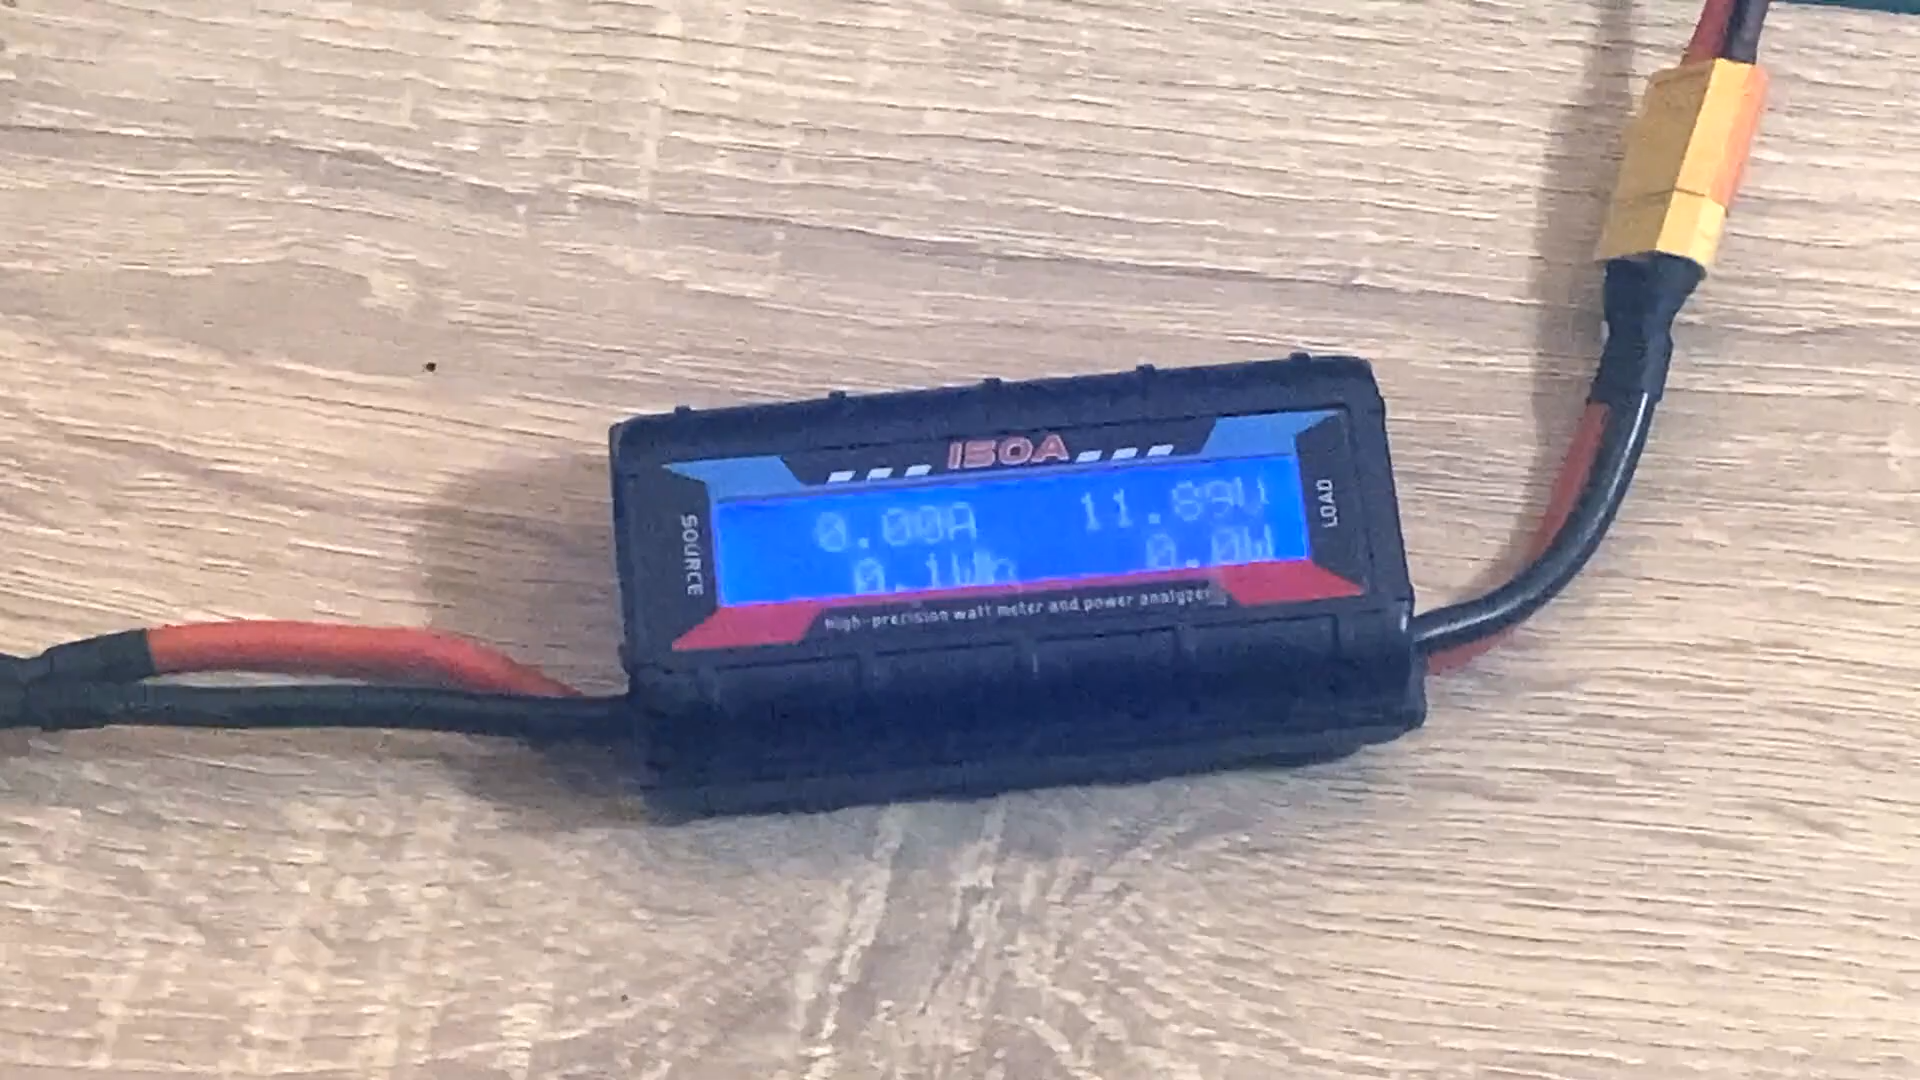 150A
SOURCE
0.00A 11.89V
0.1Wh 0.0W
LOAD
High-precision watt meter and power analyzer